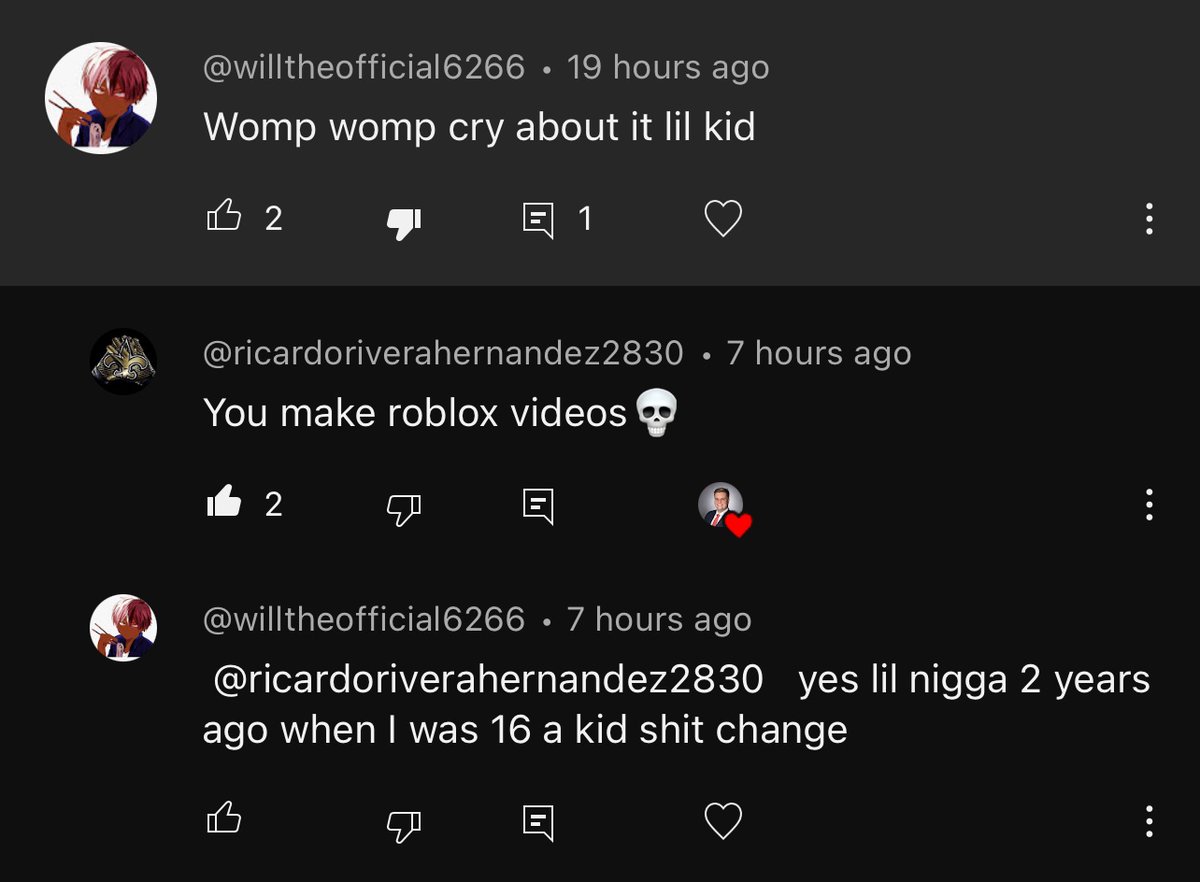 @willtheofficial6266 • 19 hours ago
Womp womp cry about it lil kid
2 1
@ricardoriverahernandez2830 • 7 hours ago
You make roblox videos💀
2
@willtheofficial6266 • 7 hours ago
@ricardoriverahernandez2830 yes lil nigga 2 years
ago when I was 16 a kid shit change